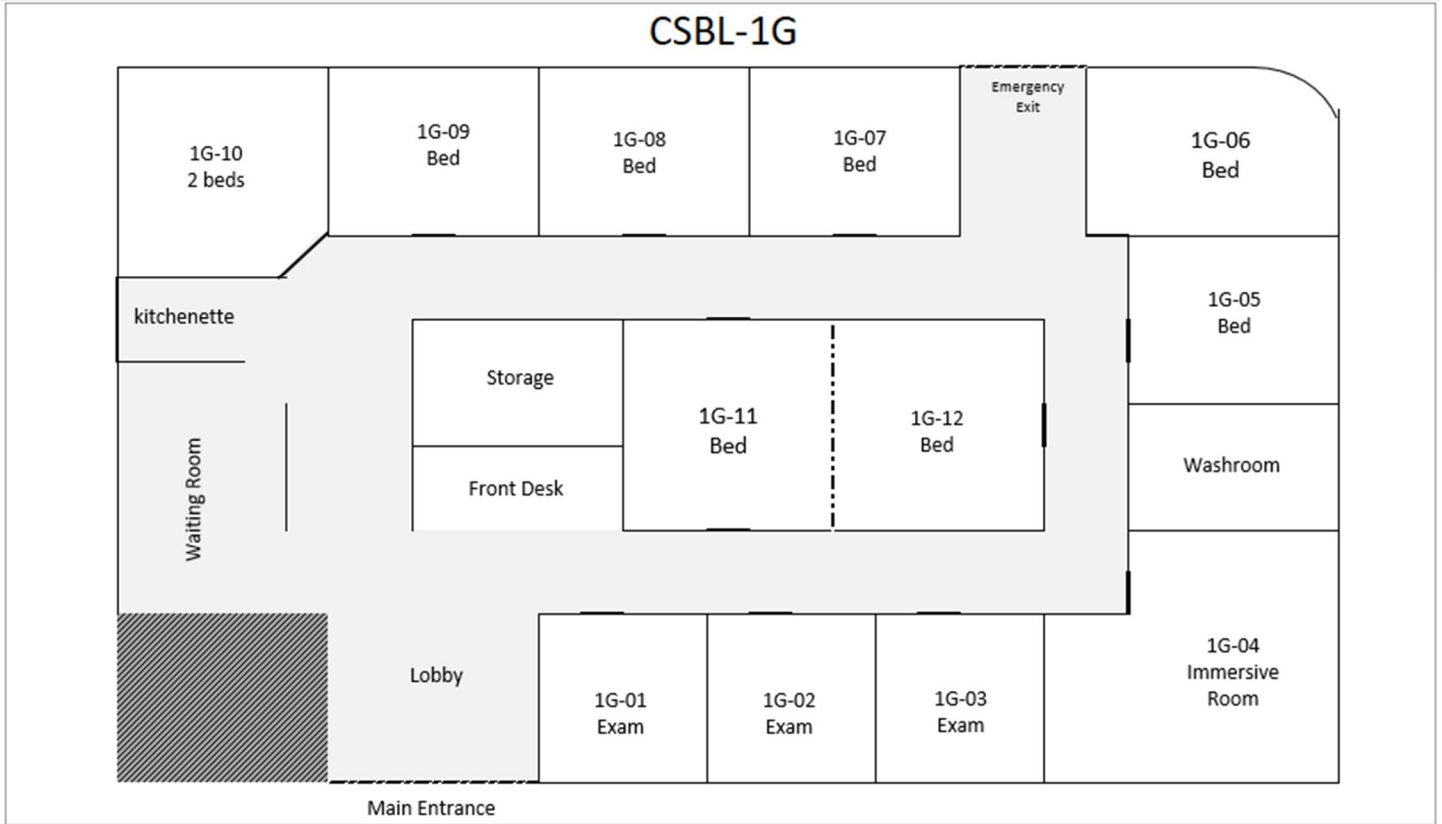 CSBL-1G
Emergency
Exit
1G-10
2 beds
1G-09
Bed
1G-08
Bed
1G-07
Bed
1G-06
Bed
kitchenette
1G-05
Bed
Storage
1G-11
Bed
1G-12
Bed
Waiting Room
Front Desk
Washroom
Lobby
1G-01
Exam
1G-02
Exam
1G-03
Exam
1G-04
Immersive
Room
Main Entrance